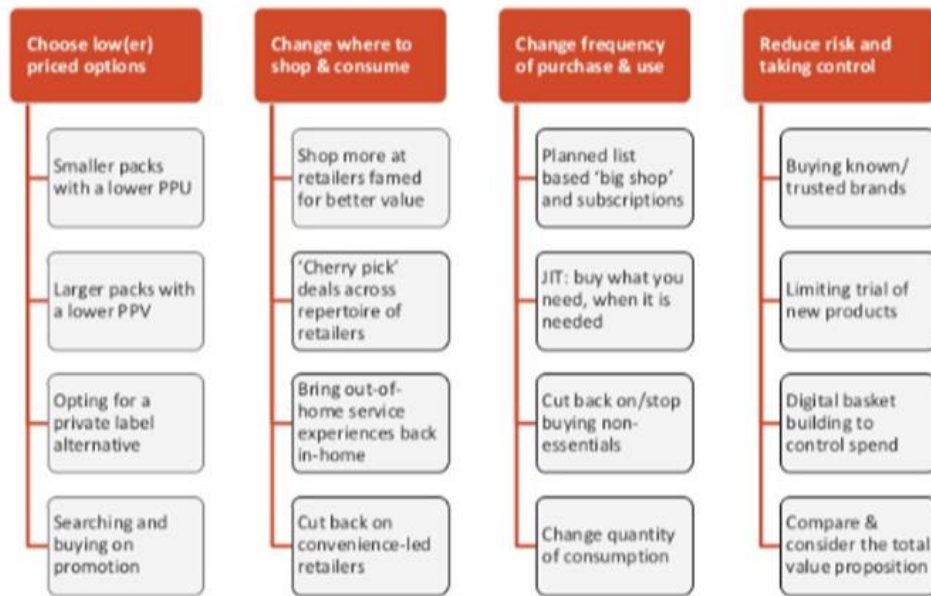 Choose low(er)
priced options
Smaller packs
with a lower PPU
Larger packs with
a lower PPV
Opting for a
private label
alternative
Searching and
buying on
promotion
Change where to
shop & consume
Shop more at
retailers famed
for better value
'Cherry pick'
deals across
repertoire of
retailers
Bring out-of-
home service
experiences back
in-home
Cut back on
convenience-led
retailers
Change frequency
of purchase & use
Planned list
based 'big shop'
and subscriptions
JIT: buy what you
need, when it is
needed
Cut back on/stop
buying non-
essentials
Change quantity
of consumption
Reduce risk and
taking control
Buying known/
trusted brands
Limiting trial of
new products
Digital basket
building to
control spend
Compare &
consider the total
value proposition